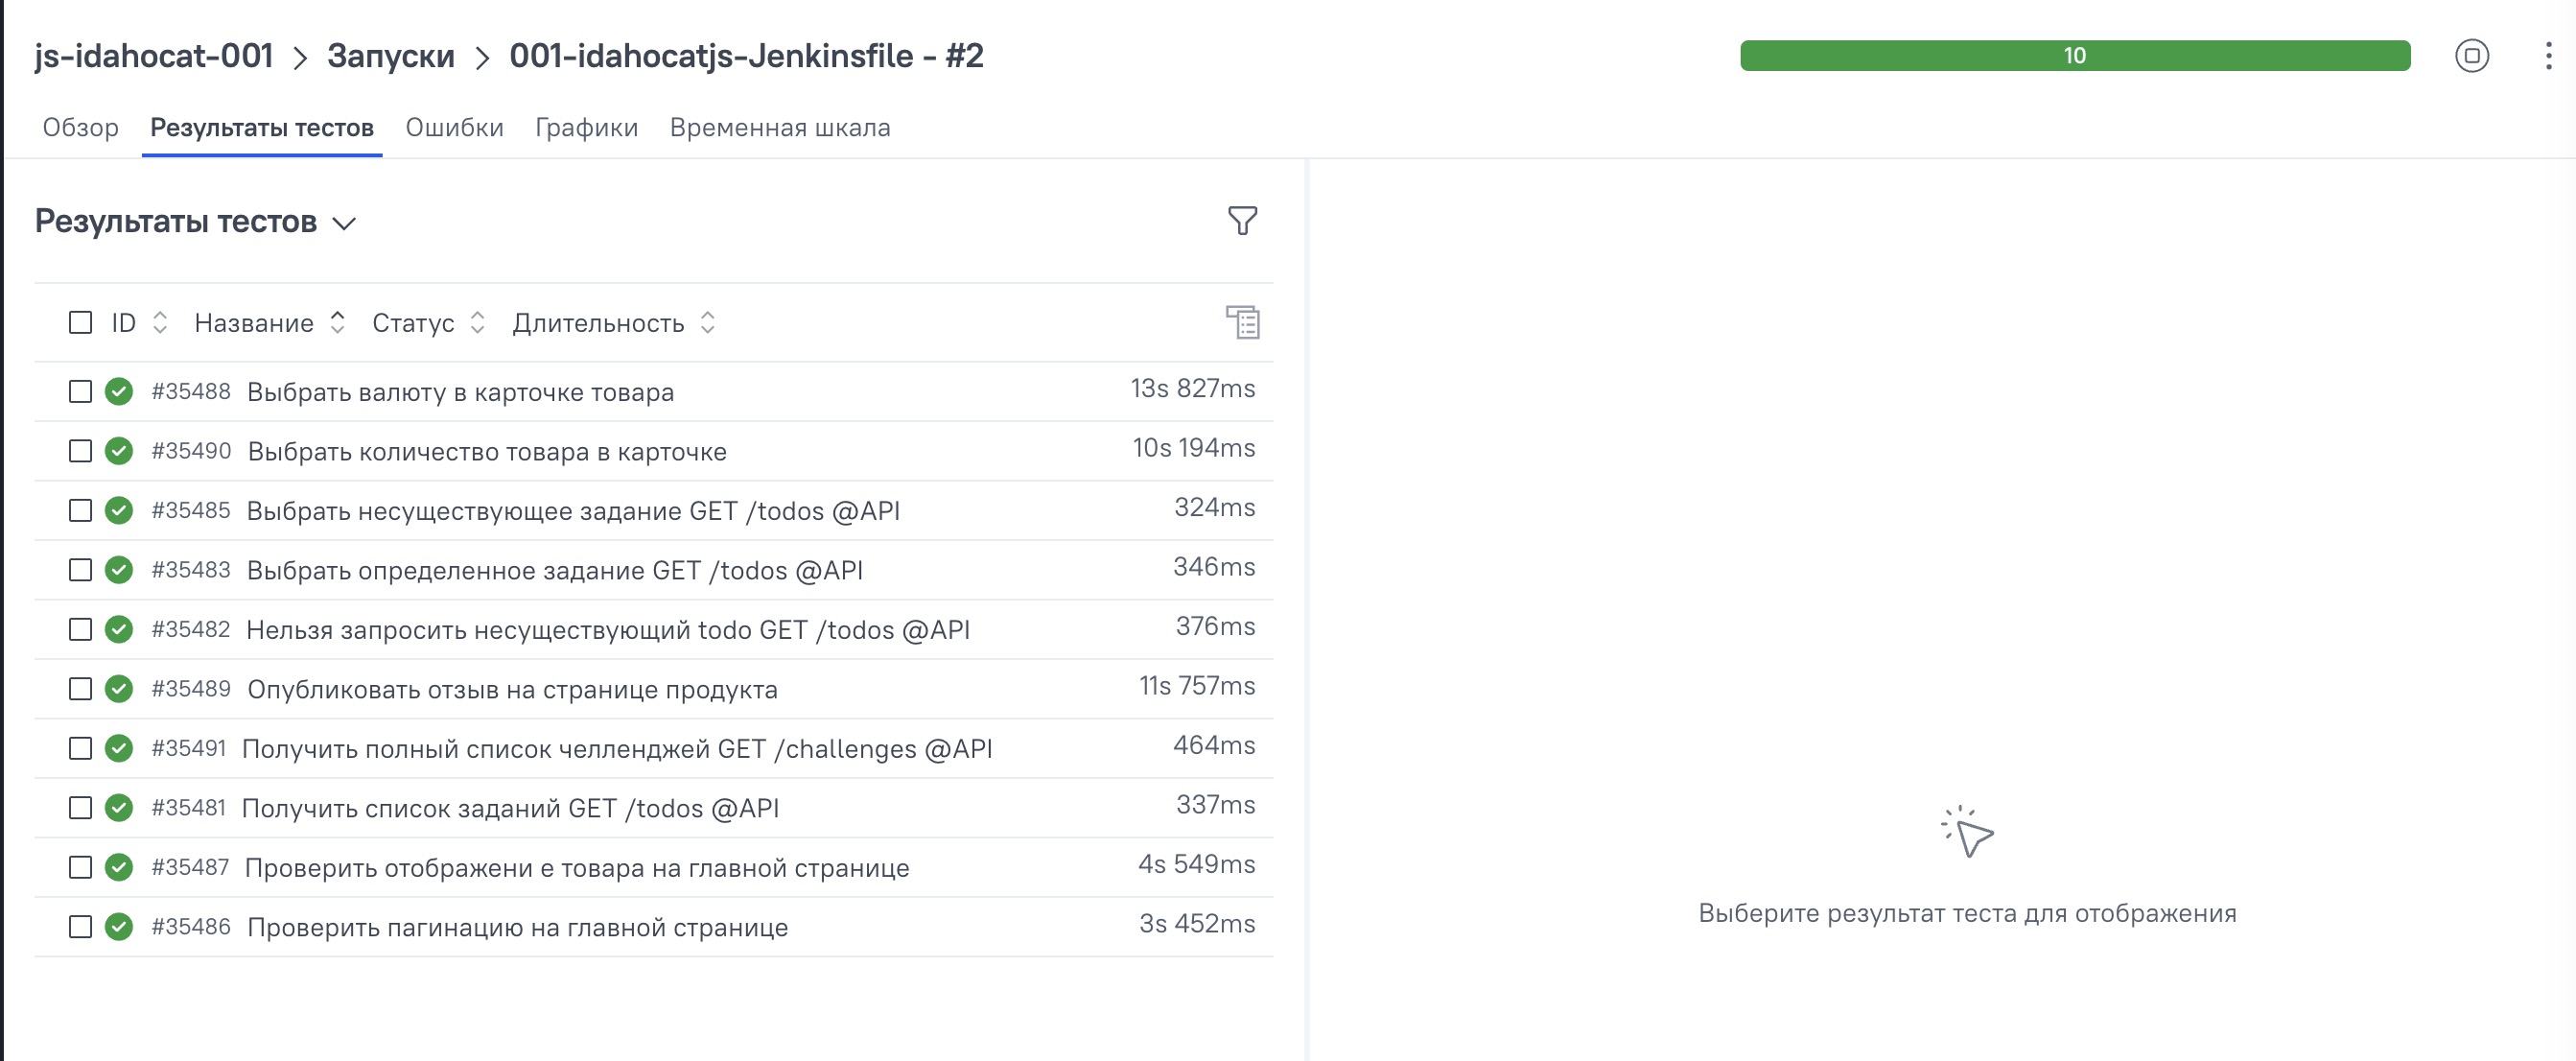 js-idahocat-001 > Запуски > 001-idahocatjs-Jenkinsfile - #2
10
Обзор Результаты тестов Ошибки Графики Временная шкала
Результаты тестов
ID Название Статус Длительность
#35488 Выбрать валюту в карточке товара 13s 827ms
#35490 Выбрать количество товара в карточке 10s 194ms
#35485 Выбрать несуществующее задание GET /todos @API 324ms
#35483 Выбрать определенное задание GET /todos @API 346ms
#35482 Нельзя запросить несуществующий todo GET /todos @API 376ms
#35489 Опубликовать отзыв на странице продукта 11s 757ms
#35491 Получить полный список челленджей GET /challenges @API 464ms
#35481 Получить список заданий GET /todos @API 337ms
#35487 Проверить отображени е товара на главной странице 4s 549ms
#35486 Проверить пагинацию на главной странице 3s 452ms
Выберите результат теста для отображения